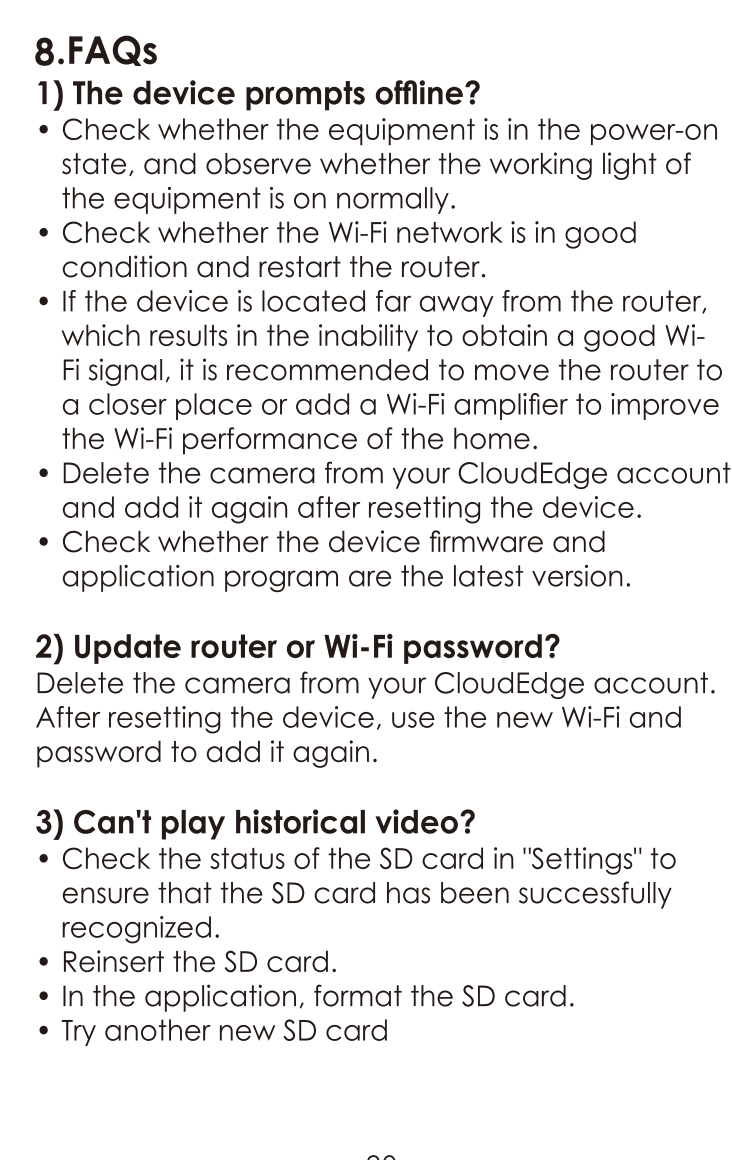 8.FAQs
1) The device prompts offline?
• Check whether the equipment is in the power-on
state, and observe whether the working light of
the equipment is on normally.
• Check whether the Wi-Fi network is in good
condition and restart the router.
• If the device is located far away from the router,
which results in the inability to obtain a good Wi-
Fi signal, it is recommended to move the router to
a closer place or add a Wi-Fi amplifier to improve
the Wi-Fi performance of the home.
• Delete the camera from your CloudEdge account
and add it again after resetting the device.
• Check whether the device firmware and
application program are the latest version.
2) Update router or Wi-Fi password?
Delete the camera from your CloudEdge account.
After resetting the device, use the new Wi-Fi and
password to add it again.
3) Can't play historical video?
• Check the status of the SD card in "Settings" to
ensure that the SD card has been successfully
recognized.
• Reinsert the SD card.
• In the application, format the SD card.
• Try another new SD card